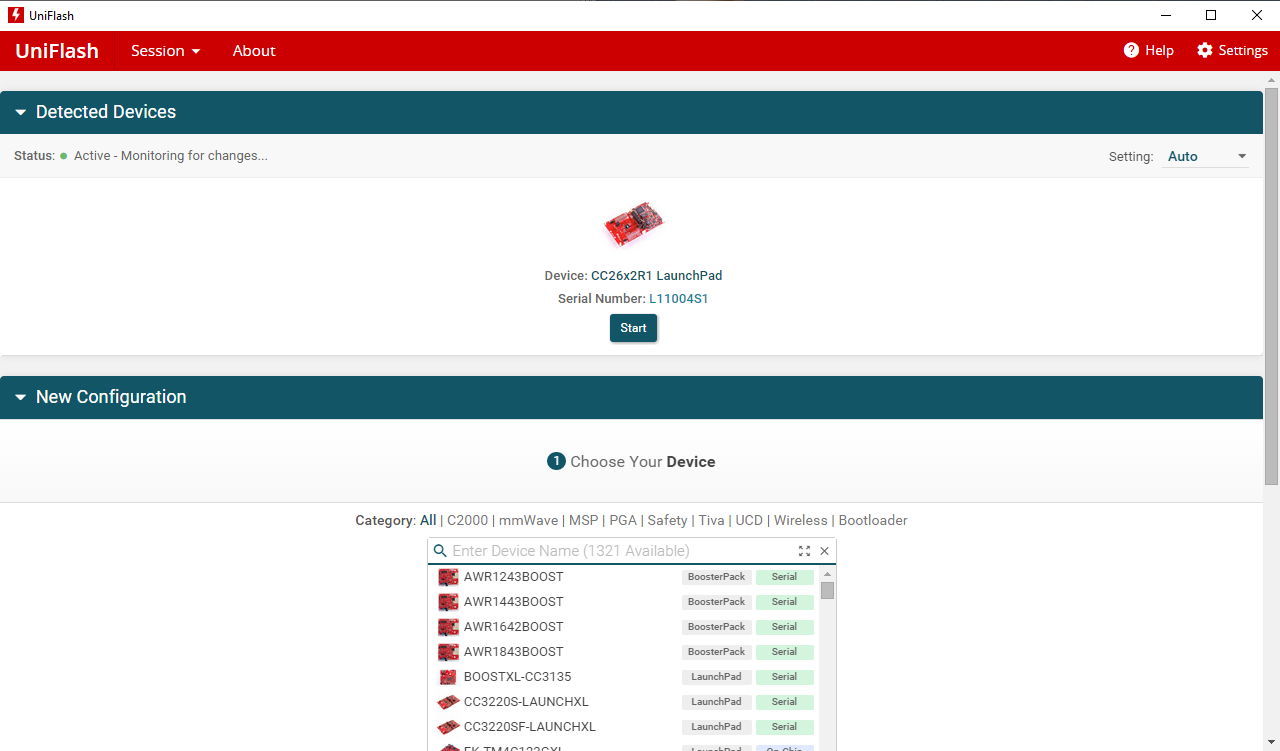 UniFlash
UniFlash Session About Help Settings
Detected Devices
Status: Active - Monitoring for changes... Setting: Auto
Device: CC26x2R1 LaunchPad
Serial Number: L11004S1
Start
New Configuration
1 Choose Your Device
Category: All | C2000 | mmWave | MSP | PGA | Safety | Tiva | UCD | Wireless | Bootloader
Enter Device Name (1321 Available)
AWR1243BOOST BoosterPack Serial
AWR1443BOOST BoosterPack Serial
AWR1642BOOST BoosterPack Serial
AWR1843BOOST BoosterPack Serial
BOOSTXL-CC3135 LaunchPad Serial
CC3220S-LAUNCHXL LaunchPad Serial
CC3220SF-LAUNCHXL LaunchPad Serial
LaunchPad On-Chip